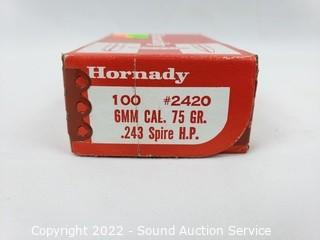 Hornady
100 #2420
6MM CAL. 75 GR.
.243 Spire H.P.
Copyright 2022 - Sound Auction Service